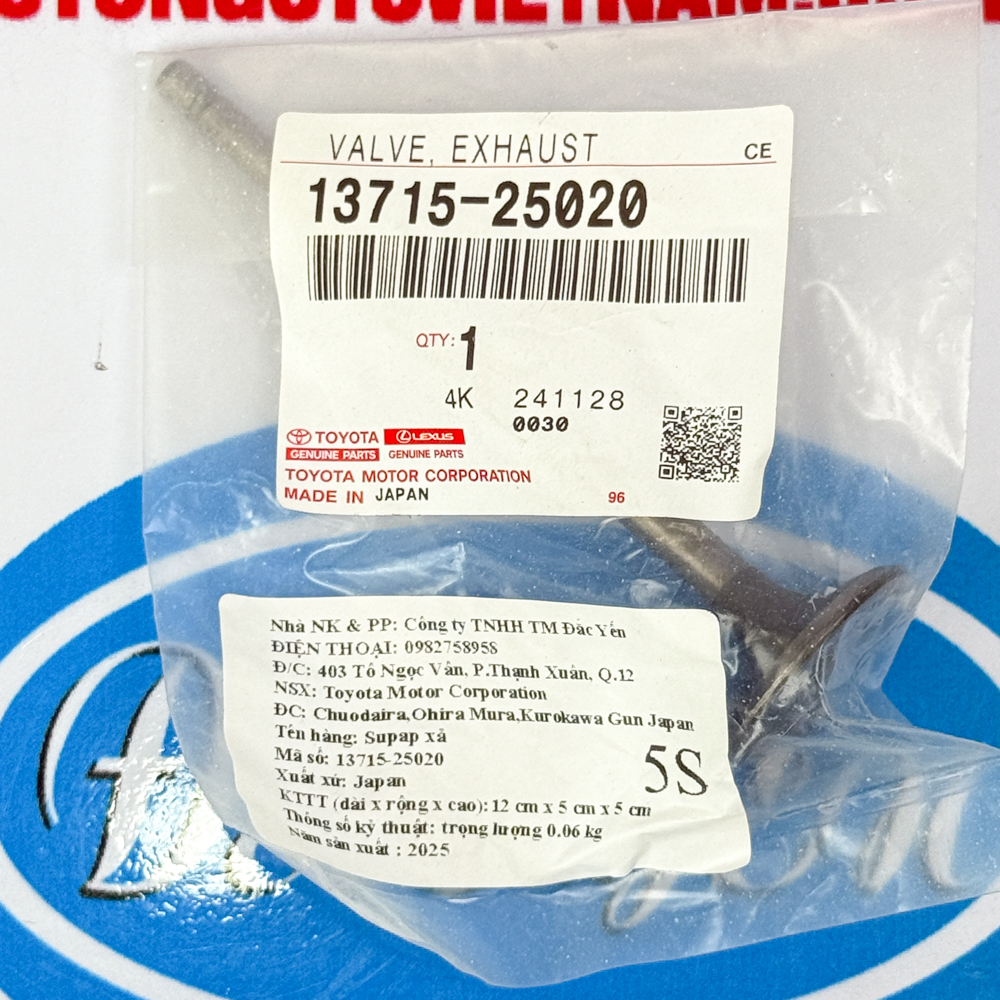 VALVE, EXHAUST CE
13715-25020
QTY: 1
4K 241128
0030
TOYOTA LEXUS
GENUINE PARTS GENUINE PARTS
TOYOTA MOTOR CORPORATION
MADE IN JAPAN 96
Nhà NK & PP: Công ty TNHH TM Đắc Yến
ĐIỆN THOẠI: 0982758958
Đ/C: 403 Tô Ngọc Vân, P.Thạnh Xuân, Q.12
NSX: Toyota Motor Corporation
ĐC: Chuodaira,Ohira Mura,Kurokawa Gun Japan
Tên hàng: Supap xả
Mã số: 13715-25020
5S
Xuất xứ: Japan
KTTT (dài x rộng x cao): 12 cm x 5 cm x 5 cm
Thông số kỹ thuật: trọng lượng 0.06 kg
Năm sản xuất : 2025